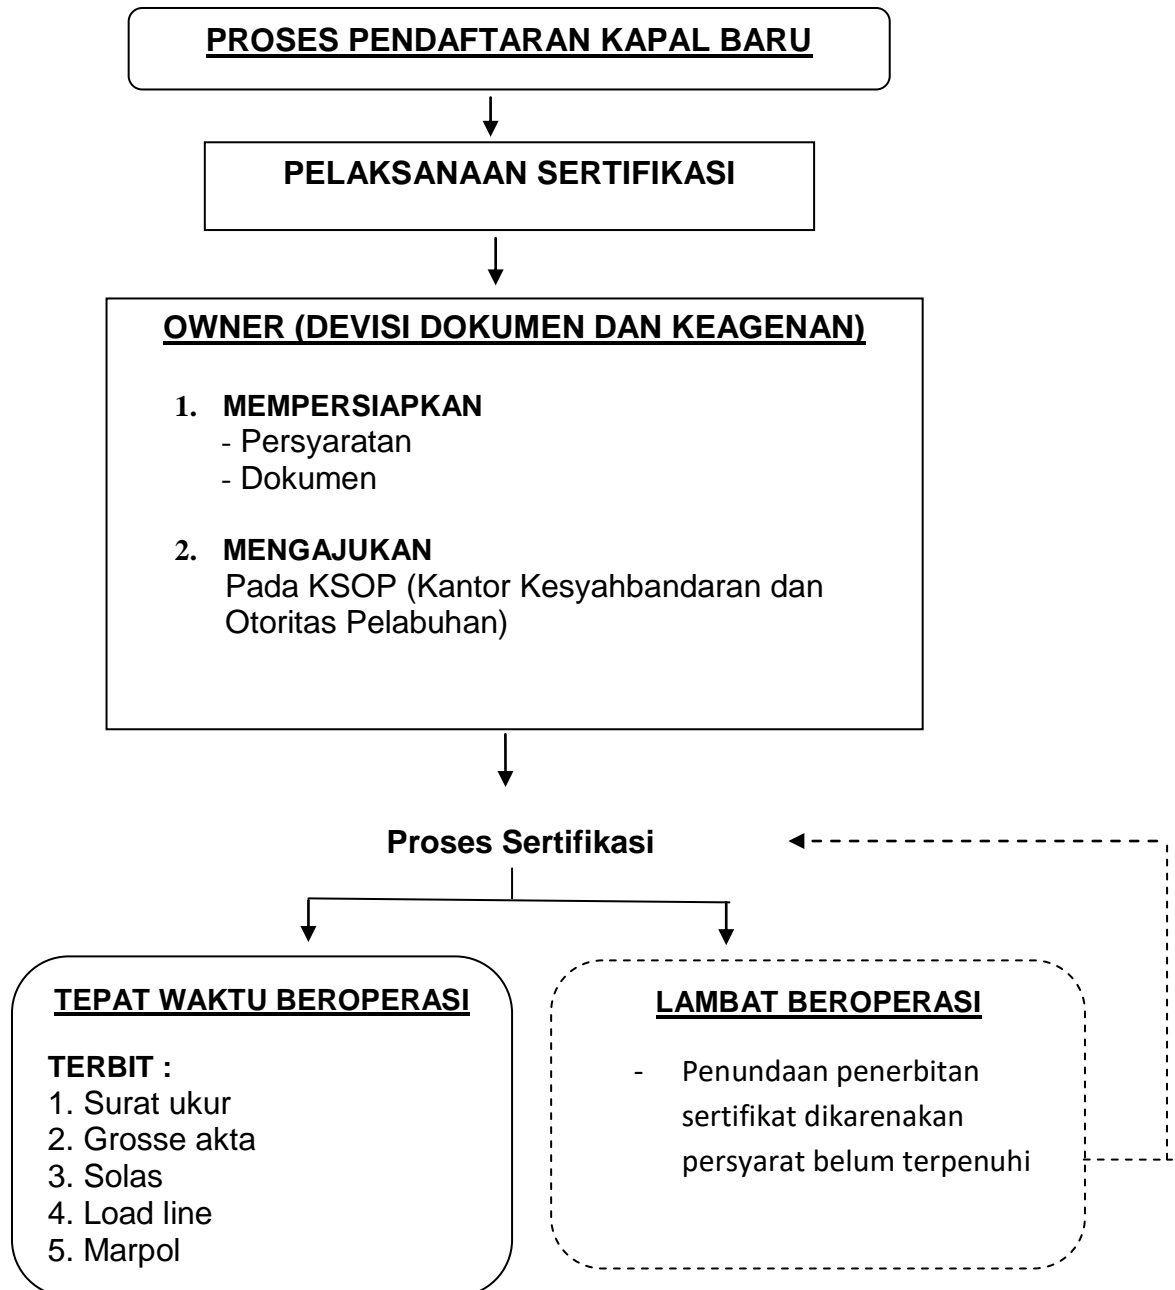 PROSES PENDAFTARAN KAPAL BARU
PELAKSANAAN SERTIFIKASI
OWNER (DEVISI DOKUMEN DAN KEAGENAN)
1. MEMPERSIAPKAN
- Persyaratan
- Dokumen
2. MENGAJUKAN
Pada KSOP (Kantor Kesyahbandaran dan
Otoritas Pelabuhan)
Proses Sertifikasi
TEPAT WAKTU BEROPERASI
TERBIT :
1. Surat ukur
2. Grosse akta
3. Solas
4. Load line
5. Marpol
LAMBAT BEROPERASI
- Penundaan penerbitan
sertifikat dikarenakan
persyarat belum terpenuhi